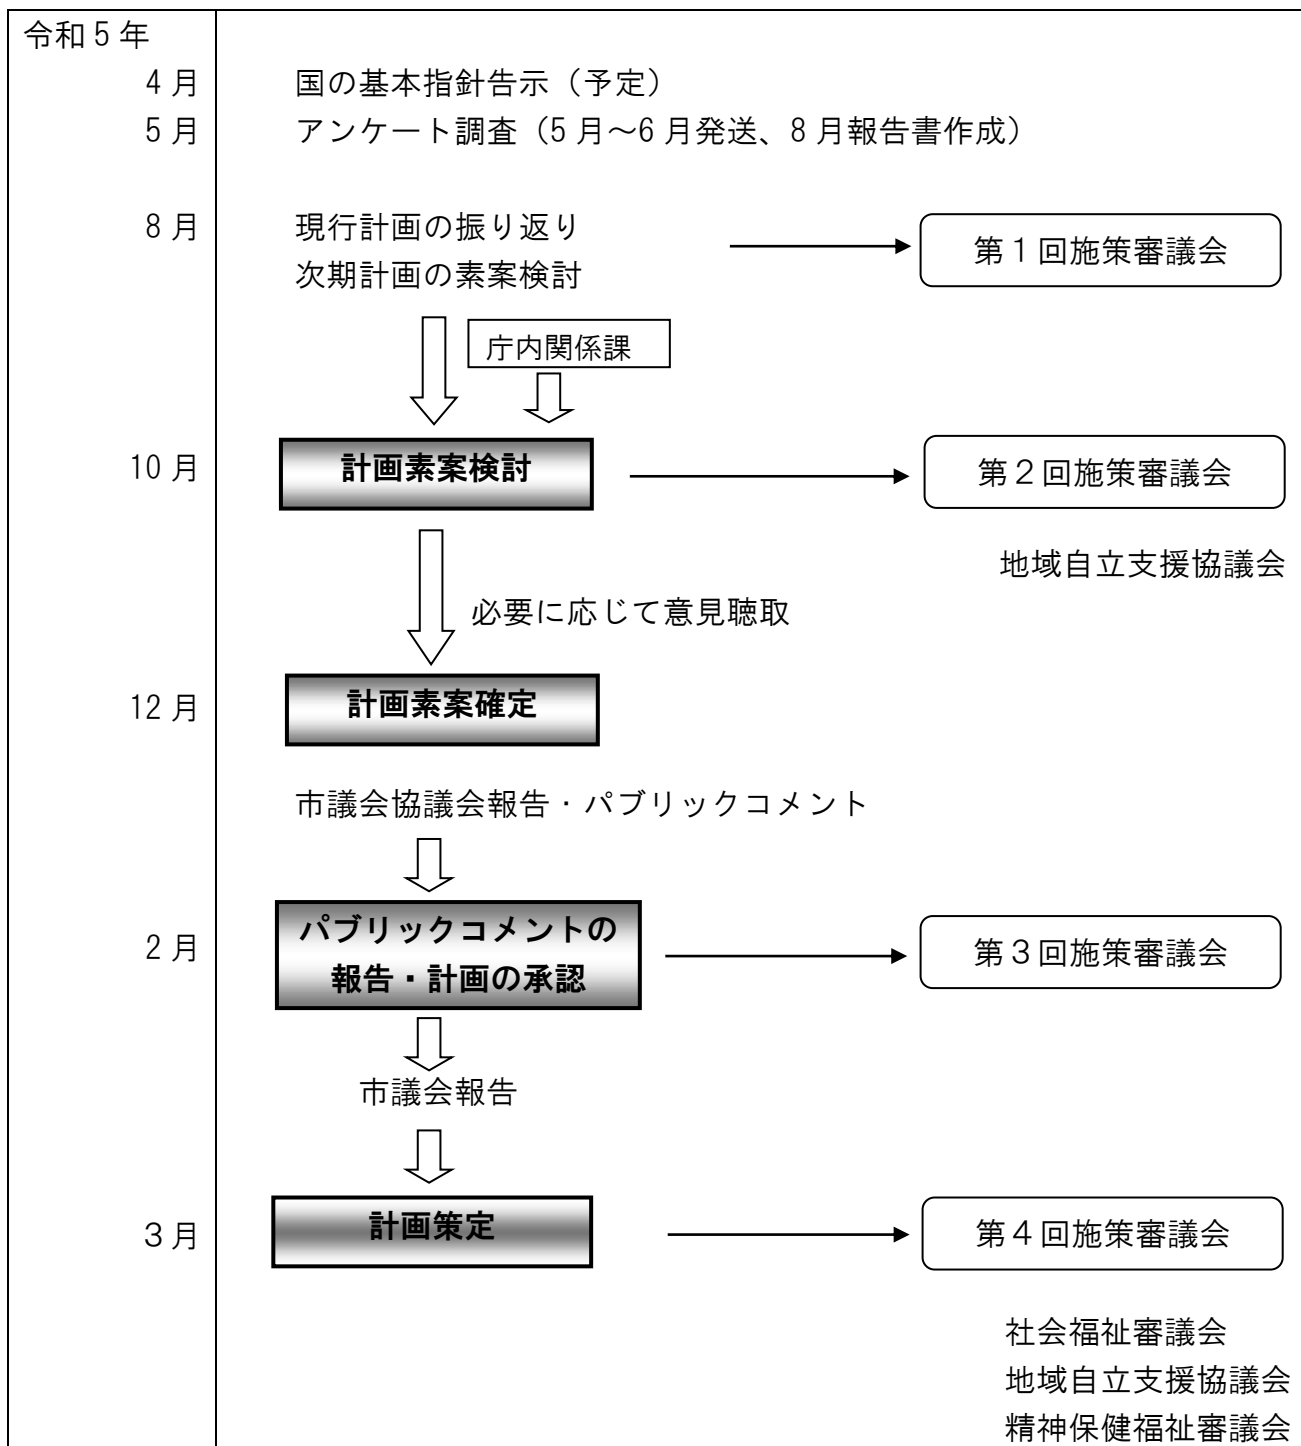 令和5年
4月 国の基本指針告示（予定）
5月 アンケート調査（5月～6月発送、8月報告書作成）
8月 現行計画の振り返り
次期計画の素案検討
第1回施策審議会
庁内関係課
10月 計画素案検討 第2回施策審議会
地域自立支援協議会
必要に応じて意見聴取
12月 計画素案確定
市議会協議会報告・パブリックコメント
2月 パブリックコメントの
報告・計画の承認
第3回施策審議会
市議会報告
3月 計画策定 第4回施策審議会
社会福祉審議会
地域自立支援協議会
精神保健福祉審議会